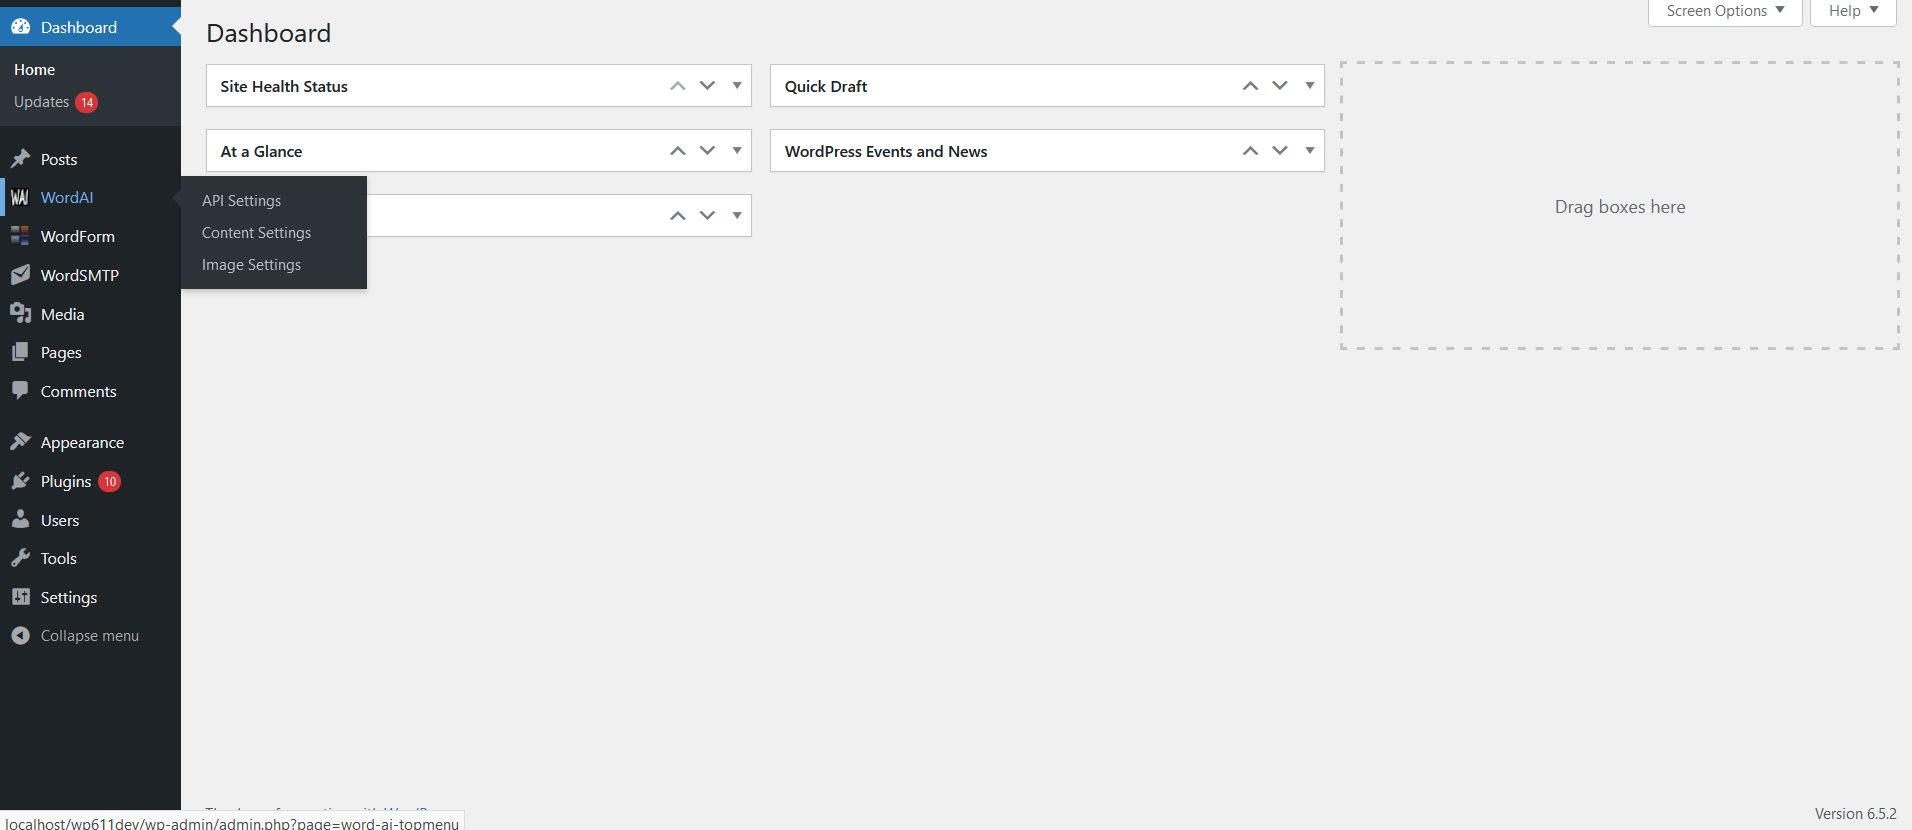 Dashboard
Home
Updates 14
Posts
WAI WordAI
WordForm
WordSMTP
Media
Pages
Comments
Appearance
Plugins 10
Users
Tools
Settings
Collapse menu
API Settings
Content Settings
Image Settings
Screen Options
Help
Dashboard
Site Health Status
At a Glance
Quick Draft
WordPress Events and News
Drag boxes here
Version 6.5.2
localhost/wp611dev/wp-admin/admin.php?page=word-ai-topmenu